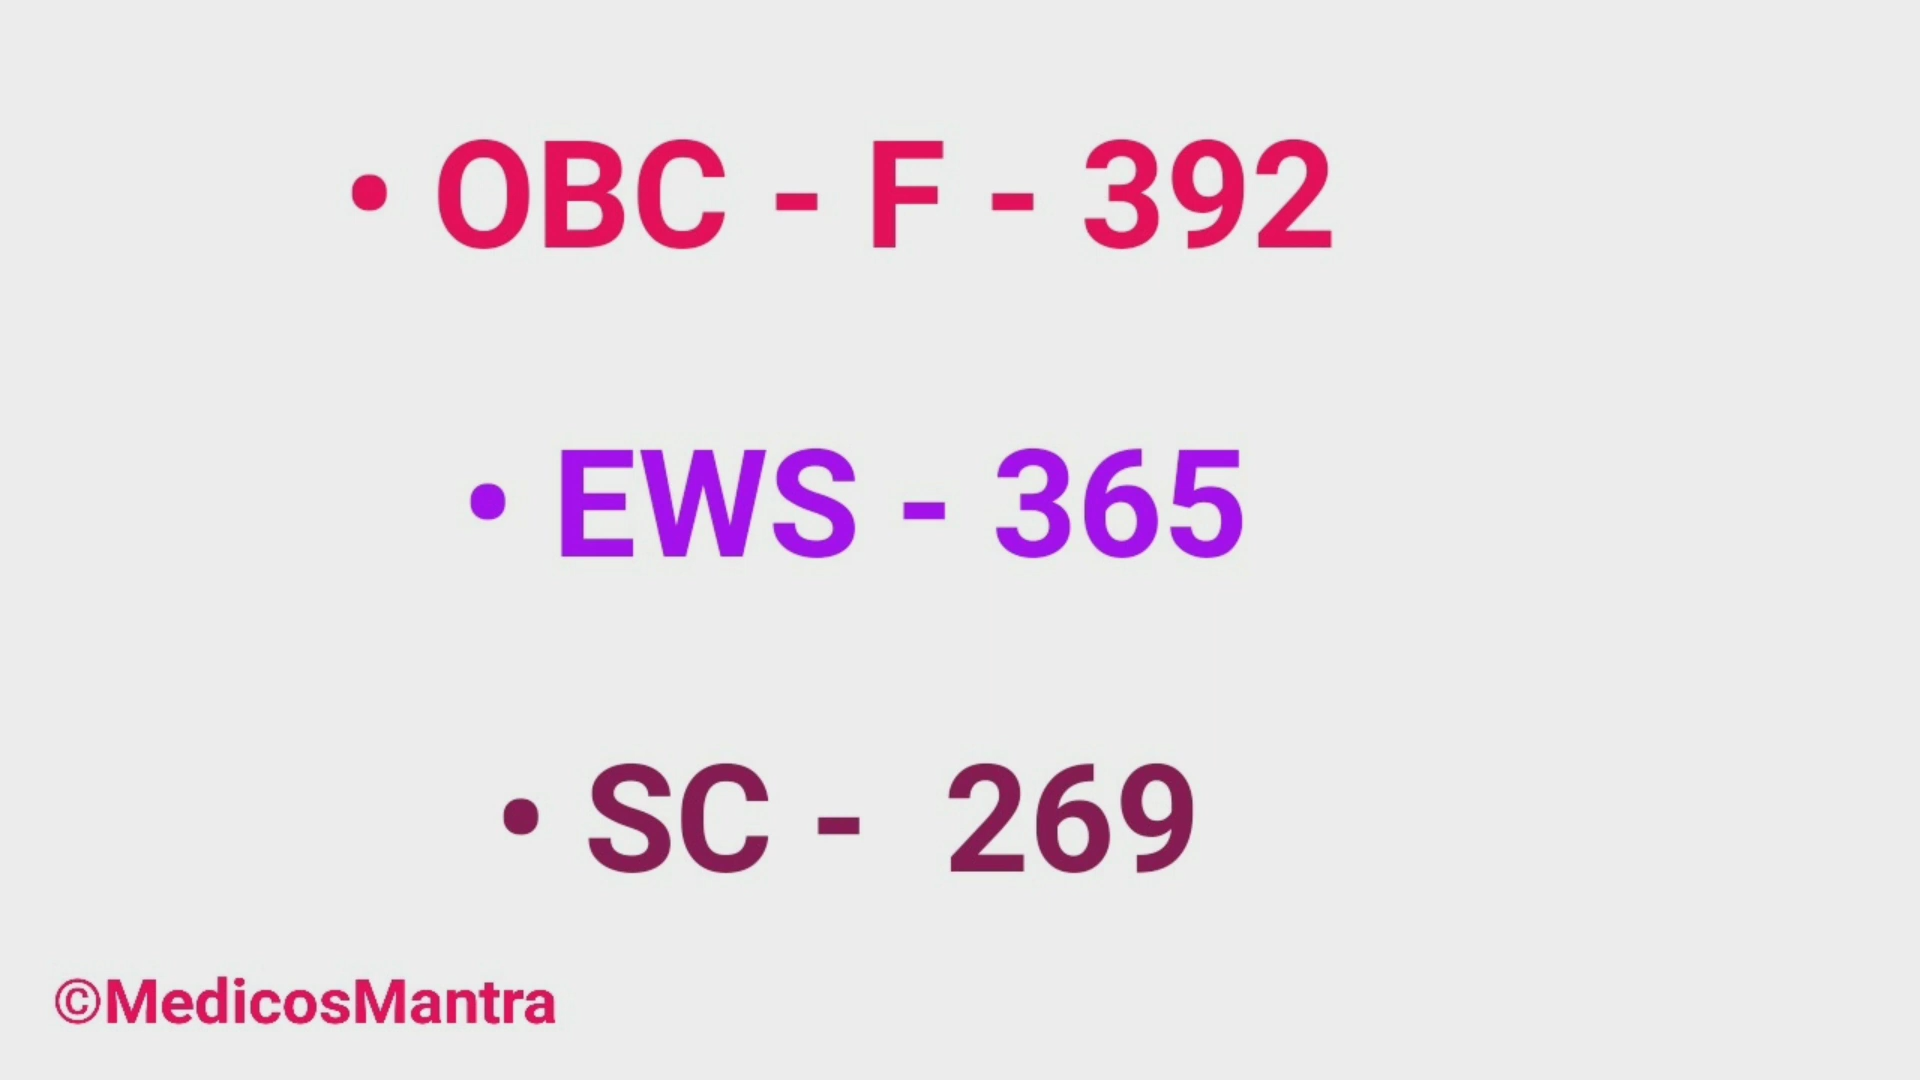 • OBC - F - 392
• EWS - 365
• SC - 269
©MedicosMantra